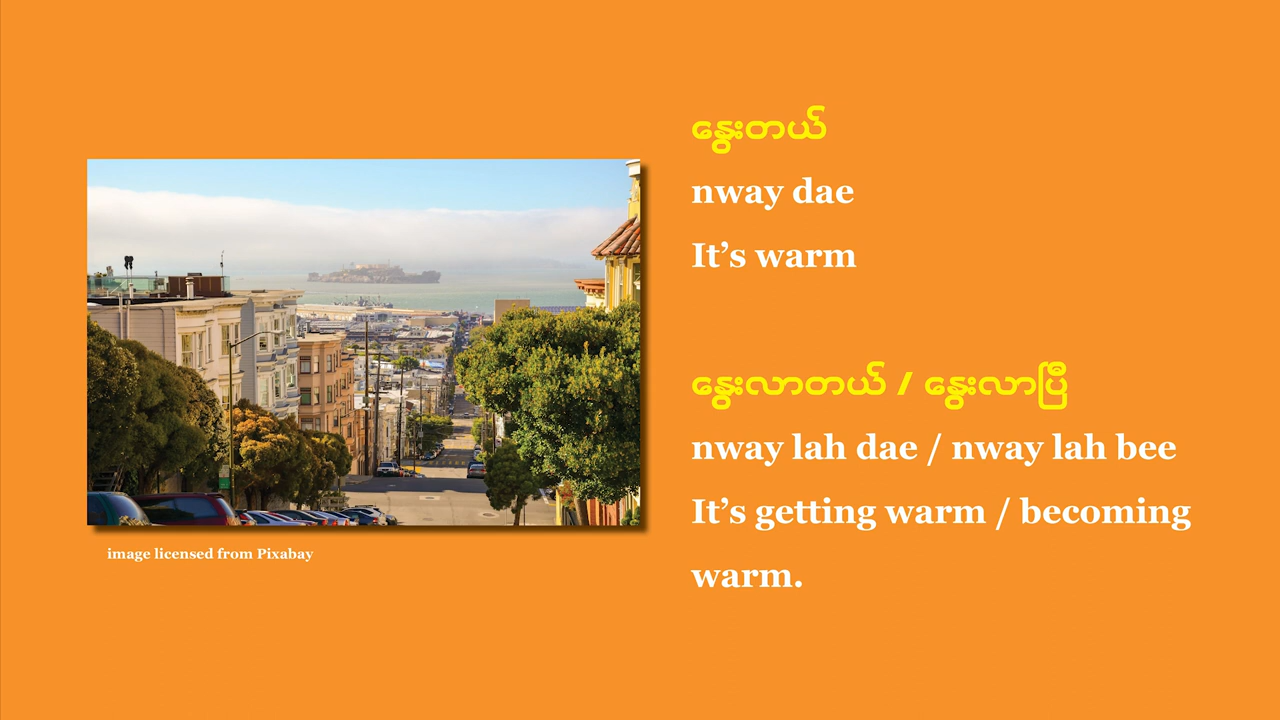 နွေးတယ်
nway dae
It’s warm
နွေးလာတယ် / နွေးလာပြီ
nway lah dae / nway lah bee
It’s getting warm / becoming
warm.
image licensed from Pixabay